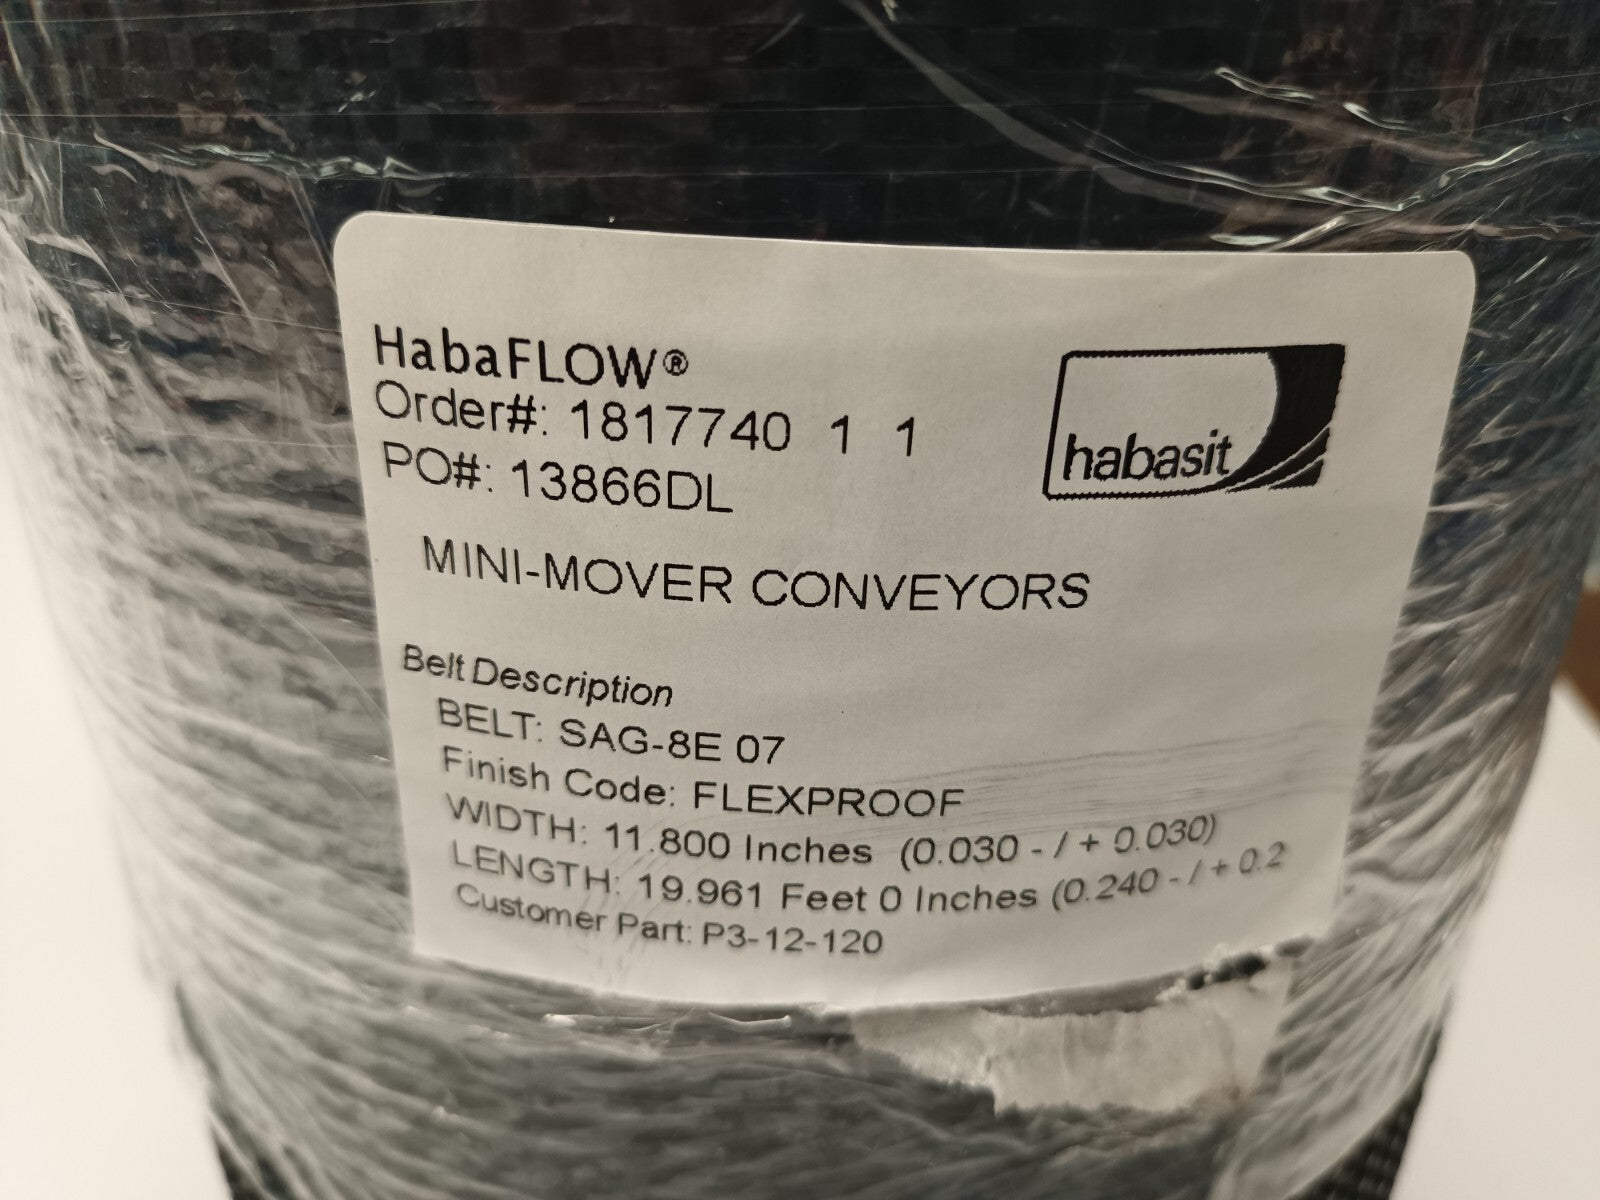 HabaFLOW®
Order#: 1817740 1 1
PO#: 13866DL
habasit
MINI-MOVER CONVEYORS
Belt Description
BELT: SAG-8E 07
Finish Code: FLEXPROOF
WIDTH: 11.800 Inches (0.030 - / + 0.030)
LENGTH: 19.961 Feet 0 Inches (0.240 - / + 0.2
Customer Part: P3-12-120